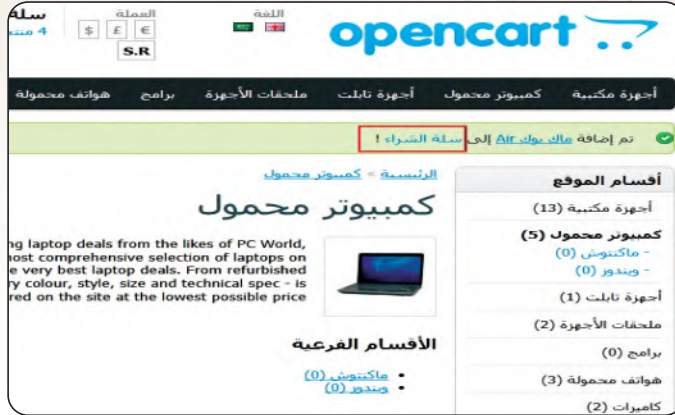 opencart
اللغة
العملة
€ £ $
S.R
سلة
4
أجهزة مكتبية كمبيوتر محمول أجهزة تابلت ملحقات الأجهزة برامج هواتف محمولة
تم إضافة ماك بوك Air إلى سلة الشراء !
أقسام الموقع
أجهزة مكتبية (13)
كمبيوتر محمول (5)
- ماكنتوش (0)
- ويندوز (0)
أجهزة تابلت (1)
ملحقات الأجهزة (2)
برامج (0)
هواتف محمولة (3)
كاميرات (2)
الرئيسية » كمبيوتر محمول
كمبيوتر محمول
ng laptop deals from the likes of PC World,
ost comprehensive selection of laptops on
e very best laptop deals. From refurbished
ry colour, style, size and technical spec - is
red on the site at the lowest possible price
الأقسام الفرعية
• ماكنتوش (0)
• ويندوز (0)